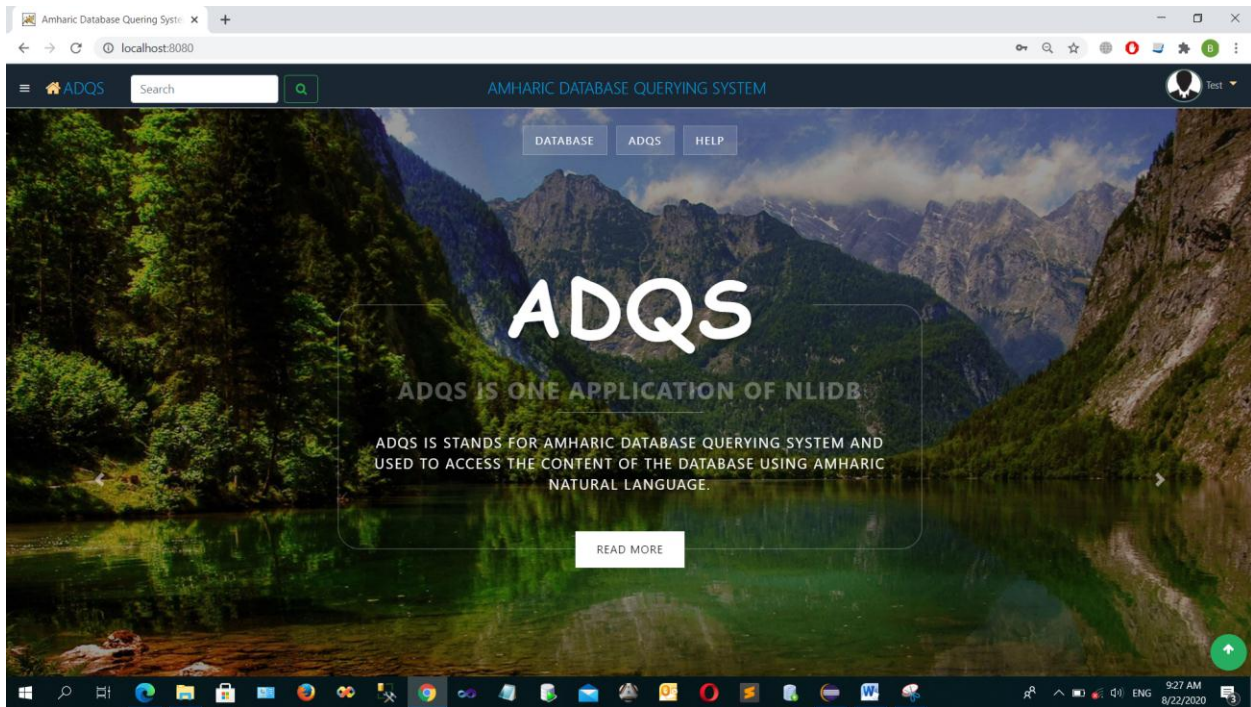 Amharic Database Quering Syste
localhost:8080
B
ADQS
Search
AMHARIC DATABASE QUERYING SYSTEM
Test
DATABASE ADQS HELP
ADQS
ADQS IS ONE APPLICATION OF NLIDB
ADQS IS STANDS FOR AMHARIC DATABASE QUERYING SYSTEM AND
USED TO ACCESS THE CONTENT OF THE DATABASE USING AMHARIC
NATURAL LANGUAGE.
READ MORE
ENG
9:27 AM
8/22/2020
3